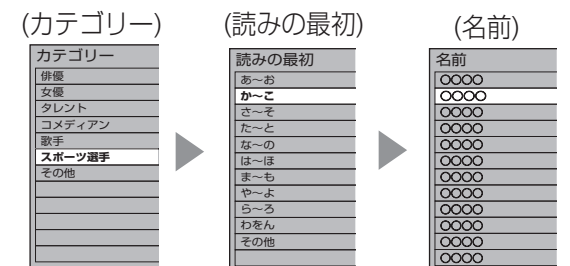 (カテゴリー)
カテゴリー
俳優
女優
タレント
コメディアン
歌手
スポーツ選手
その他
(読みの最初)
読みの最初
あ〜お
か〜こ
さ〜そ
た〜と
な〜の
は〜ほ
ま〜も
や〜よ
ら〜ろ
わをん
その他
(名前)
名前
○○○○
○○○○
○○○○
○○○○
○○○○
○○○○
○○○○
○○○○
○○○○
○○○○
○○○○
○○○○